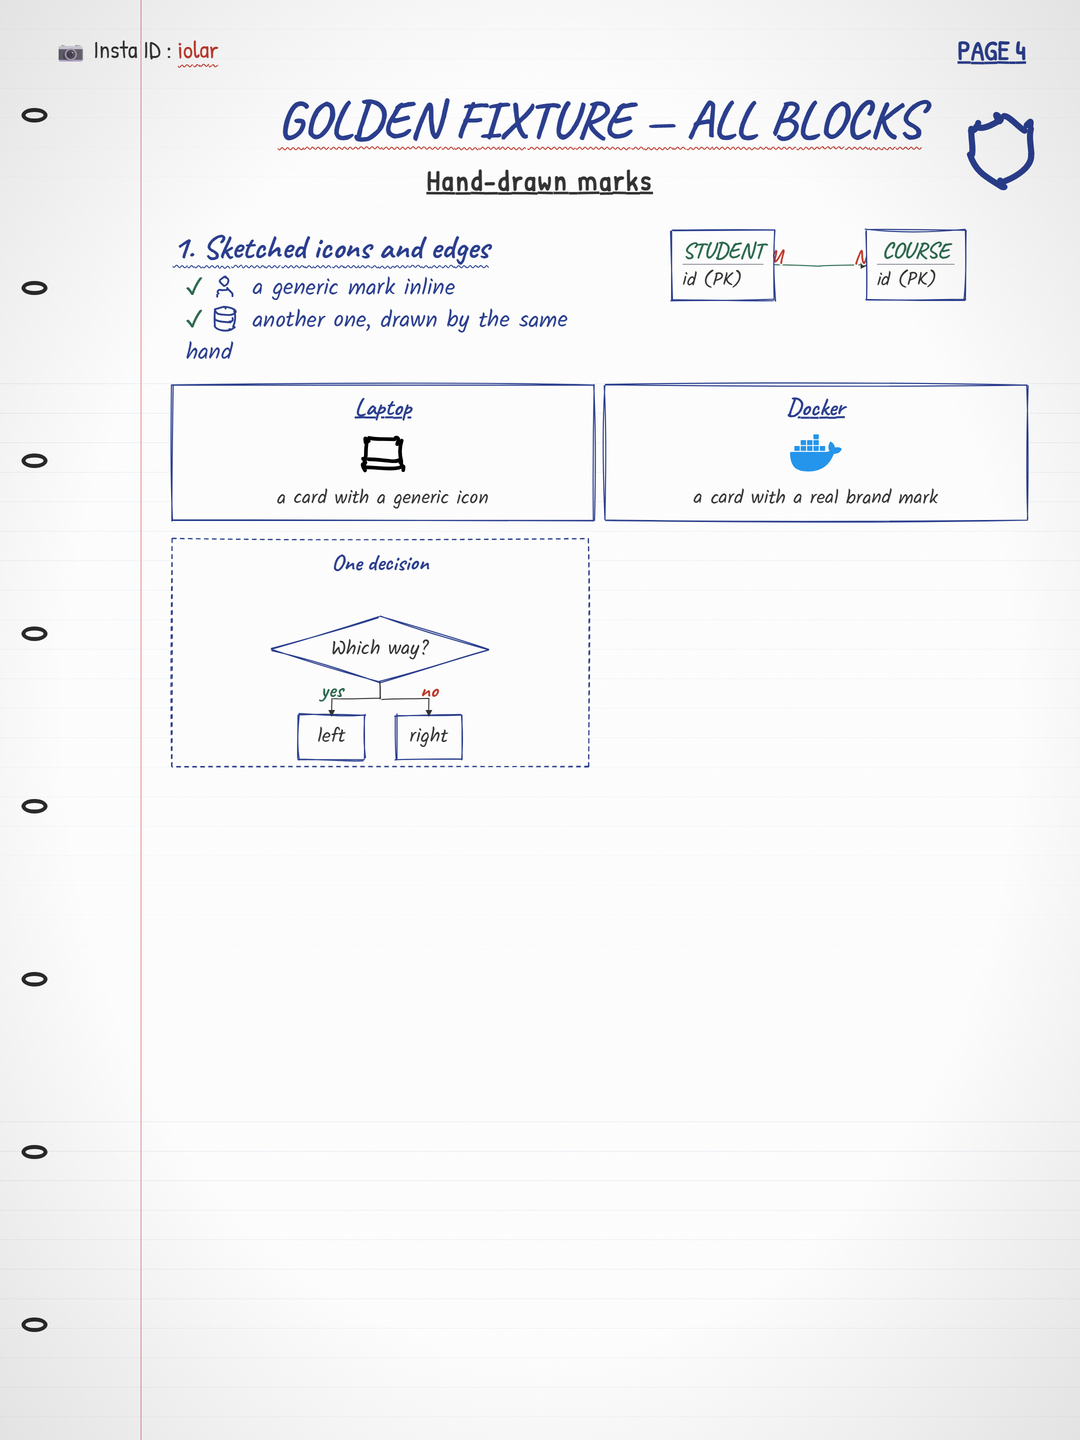 Insta ID : iolar
PAGE 4
GOLDEN FIXTURE – ALL BLOCKS
Hand-drawn marks
1. Sketched icons and edges
✓ a generic mark inline
✓ another one, drawn by the same
hand
STUDENT
id (PK)
M
N
COURSE
id (PK)
Laptop
a card with a generic icon
Docker
a card with a real brand mark
One decision
Which way?
yes
no
left
right